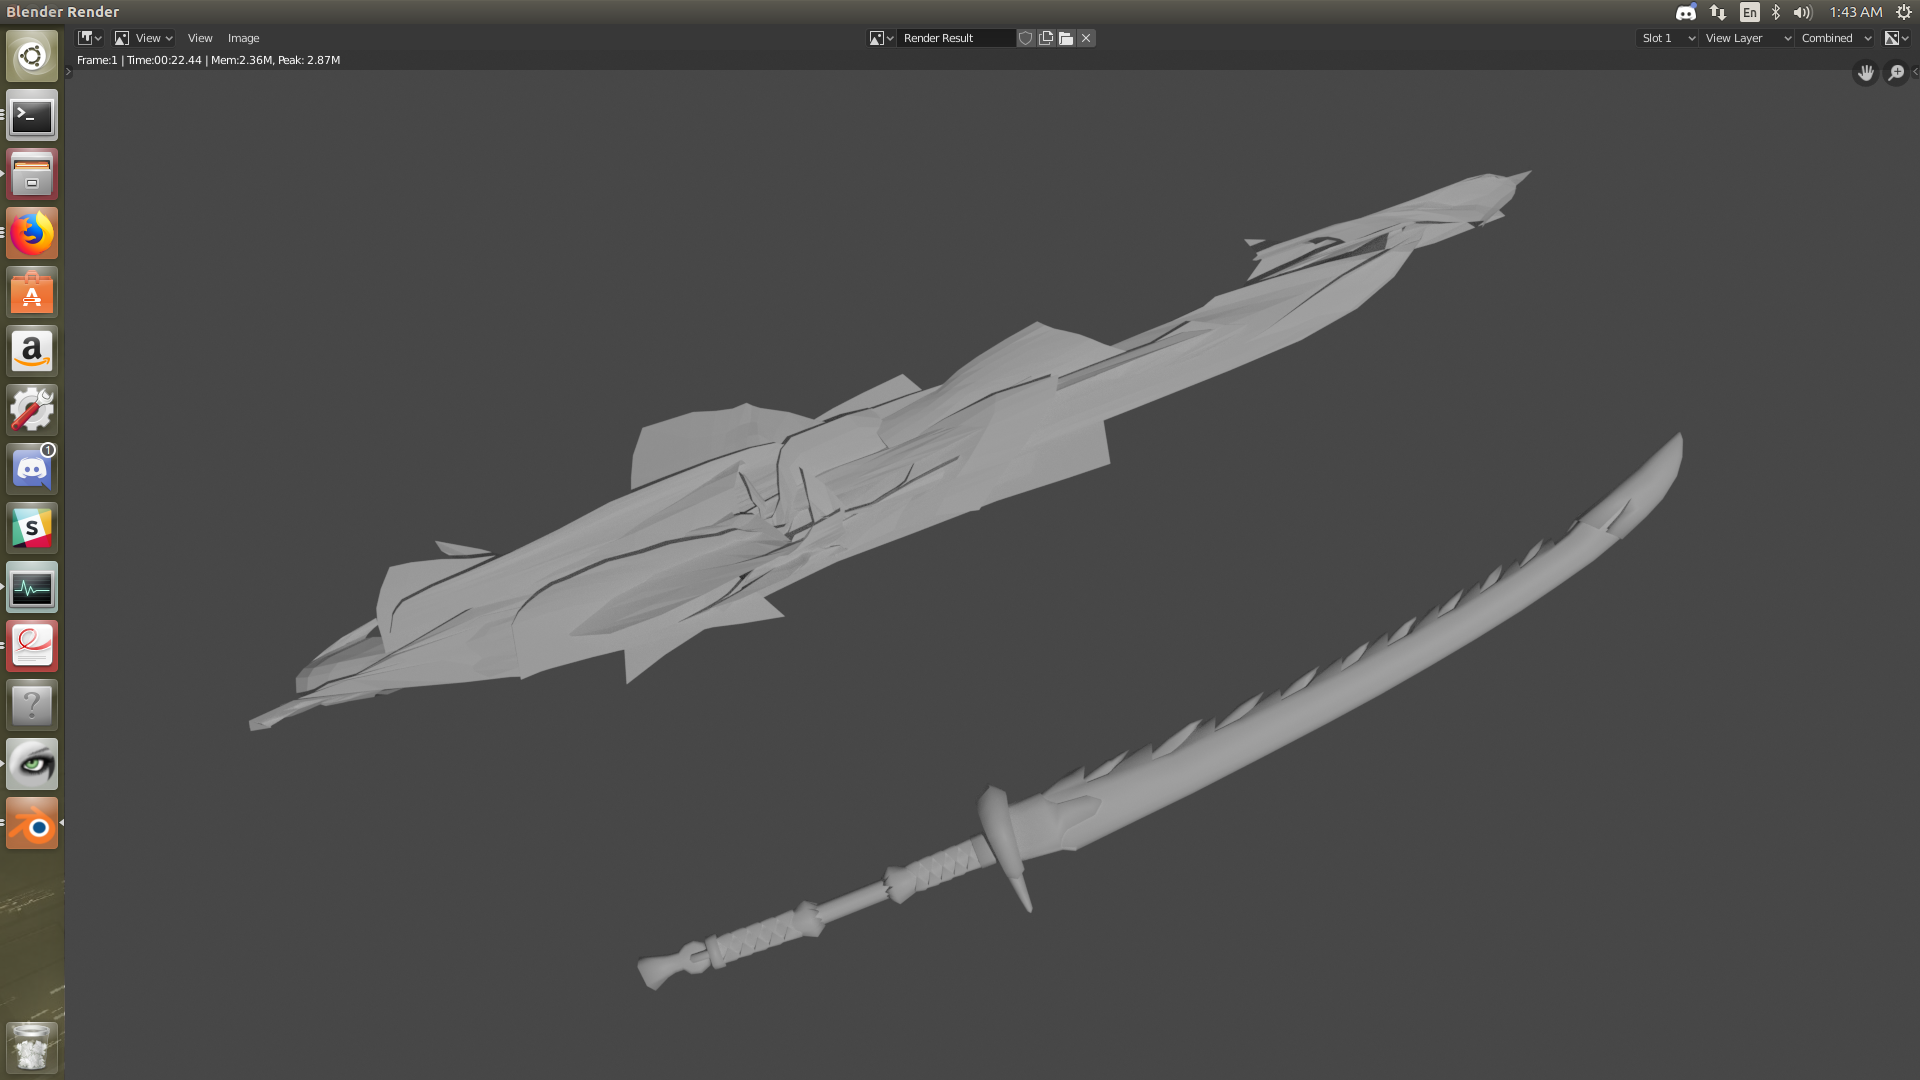 Blender Render
En
1:43 AM
View
View
Image
Render Result
Slot 1
View Layer
Combined
Frame:1 | Time:00:22.44 | Mem:2.36M, Peak: 2.87M
>_
A
a
1
S
?